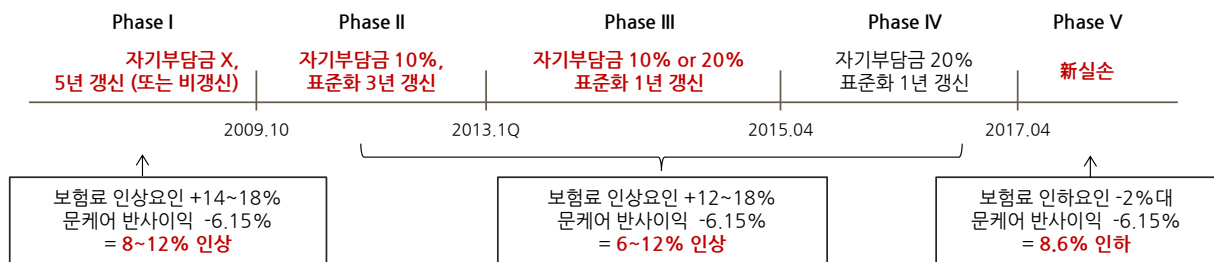 Phase I
Phase II
Phase III
Phase IV
Phase V
자기부담금 X,
5년 갱신 (또는 비갱신)
자기부담금 10%,
표준화 3년 갱신
자기부담금 10% or 20%
표준화 1년 갱신
자기부담금 20%
표준화 1년 갱신
新실손
2009.10
2013.1Q
2015.04
2017.04
보험료 인상요인 +14~18%
문케어 반사이익 -6.15%
= 8~12% 인상
보험료 인상요인 +12~18%
문케어 반사이익 -6.15%
= 6~12% 인상
보험료 인하요인 -2%대
문케어 반사이익 -6.15%
= 8.6% 인하